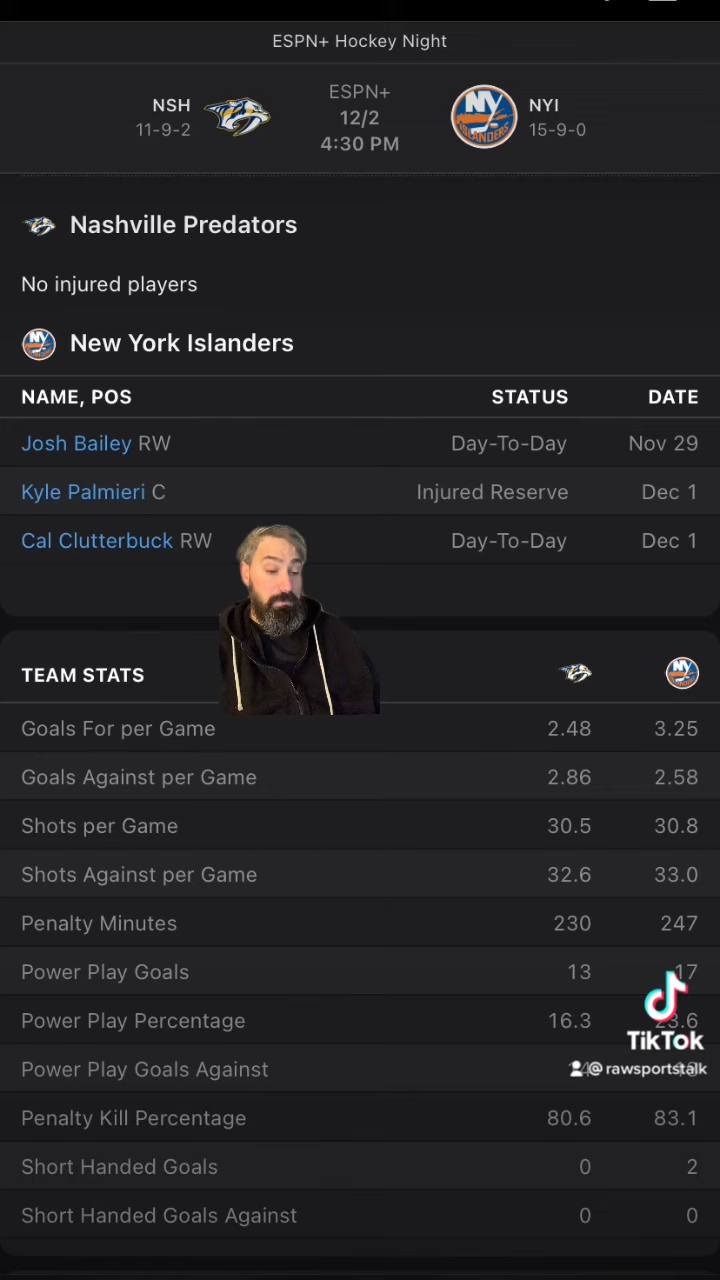 ESPN+ Hockey Night
NSH ESPN+ NYI
11-9-2 12/2 15-9-0
4:30 PM
NY
ISLANDERS
Nashville Predators
No injured players
New York Islanders
NAME, POS STATUS DATE
Josh Bailey RW Day-To-Day Nov 29
Kyle Palmieri C Injured Reserve Dec 1
Cal Clutterbuck RW Day-To-Day Dec 1
TEAM STATS
Goals For per Game 2.48 3.25
Goals Against per Game 2.86 2.58
Shots per Game 30.5 30.8
Shots Against per Game 32.6 33.0
Penalty Minutes 230 247
Power Play Goals 13 17
Power Play Percentage 16.3 23.6
TikTok
Power Play Goals Against
@rawsportstalk
Penalty Kill Percentage 80.6 83.1
Short Handed Goals 0 2
Short Handed Goals Against 0 0